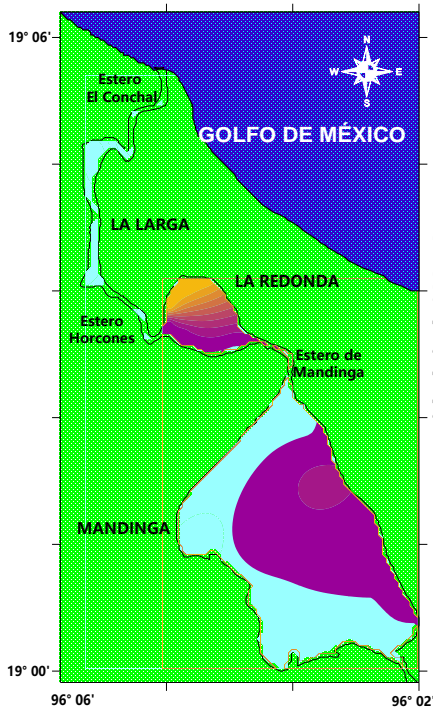 19° 06'
Estero
El Conchal
N
W
E
S
GOLFO DE MÉXICO
LA LARGA
LA REDONDA
Estero
Horcones
Estero de
Mandinga
MANDINGA
19° 00'
96° 06'
96° 02'